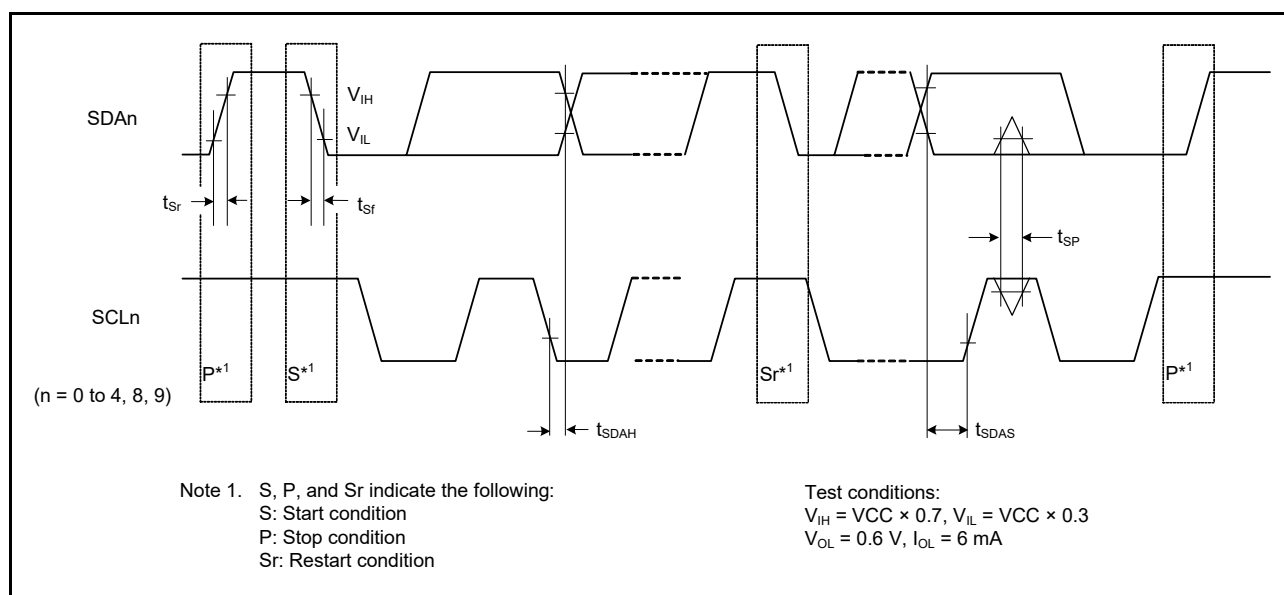 SDAn
V_IH
V_IL
t_Sr
t_Sf
t_SP
SCLn
P*1
S*1
Sr*1
P*1
(n = 0 to 4, 8, 9)
t_SDAH
t_SDAS
Note 1. S, P, and Sr indicate the following:
S: Start condition
P: Stop condition
Sr: Restart condition
Test conditions:
V_IH = VCC × 0.7, V_IL = VCC × 0.3
V_OL = 0.6 V, I_OL = 6 mA